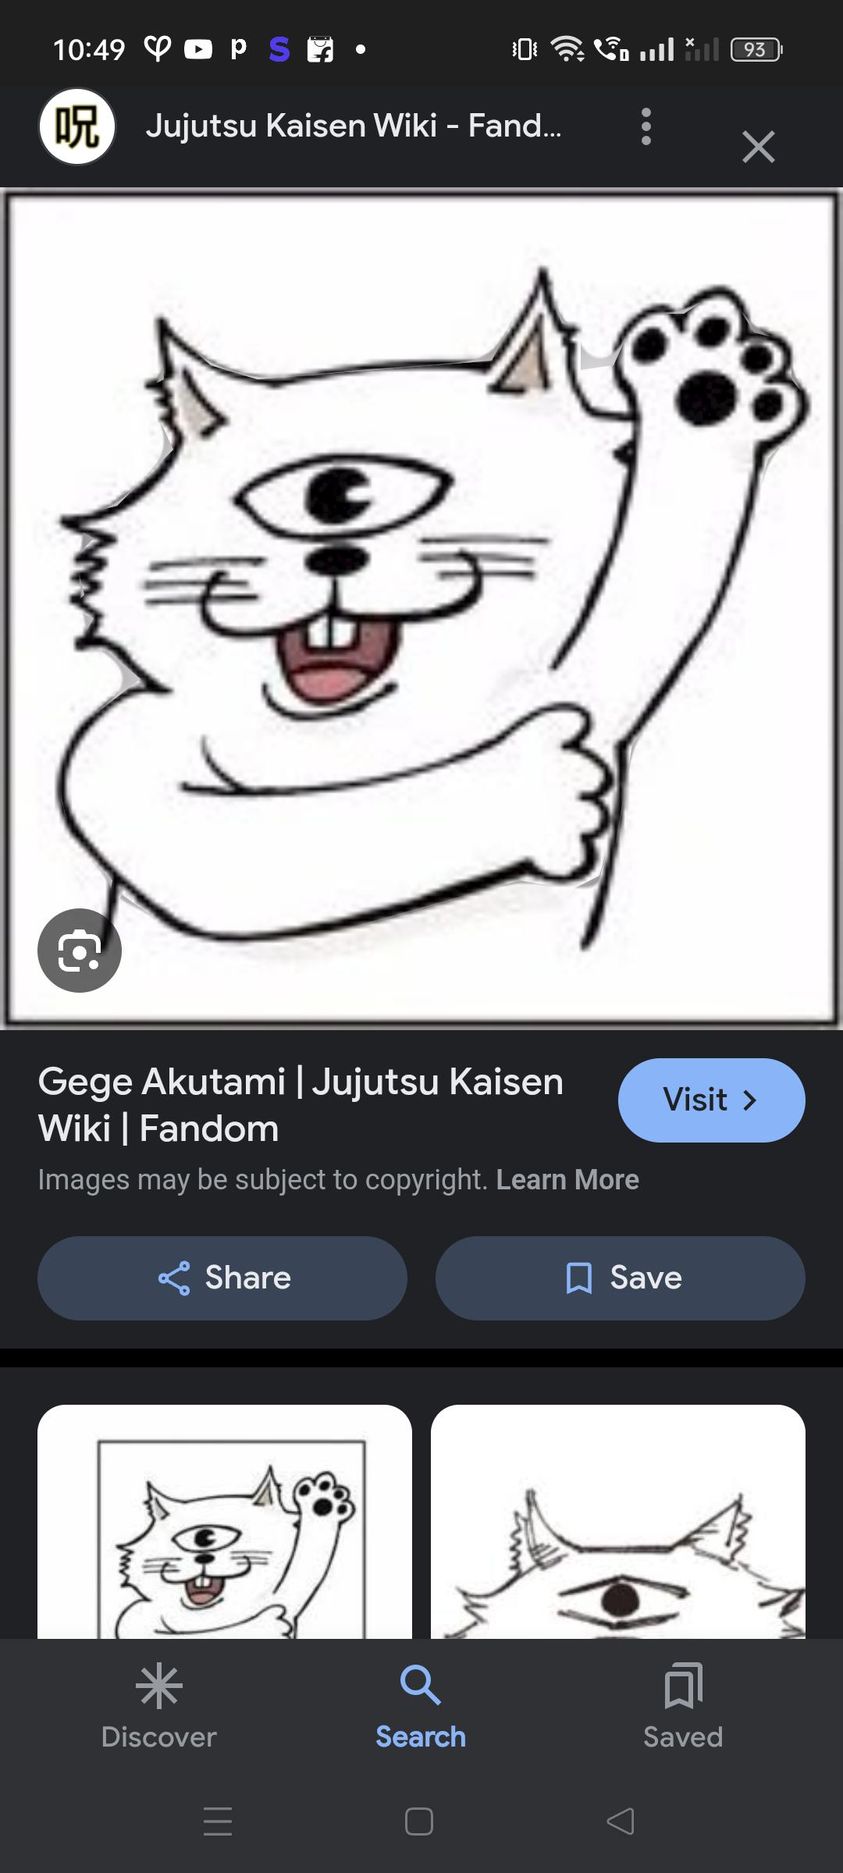 10:49
93
呪
Jujutsu Kaisen Wiki - Fand...
Gege Akutami | Jujutsu Kaisen
Wiki | Fandom
Visit
Images may be subject to copyright. Learn More
Share
Save
Discover
Search
Saved